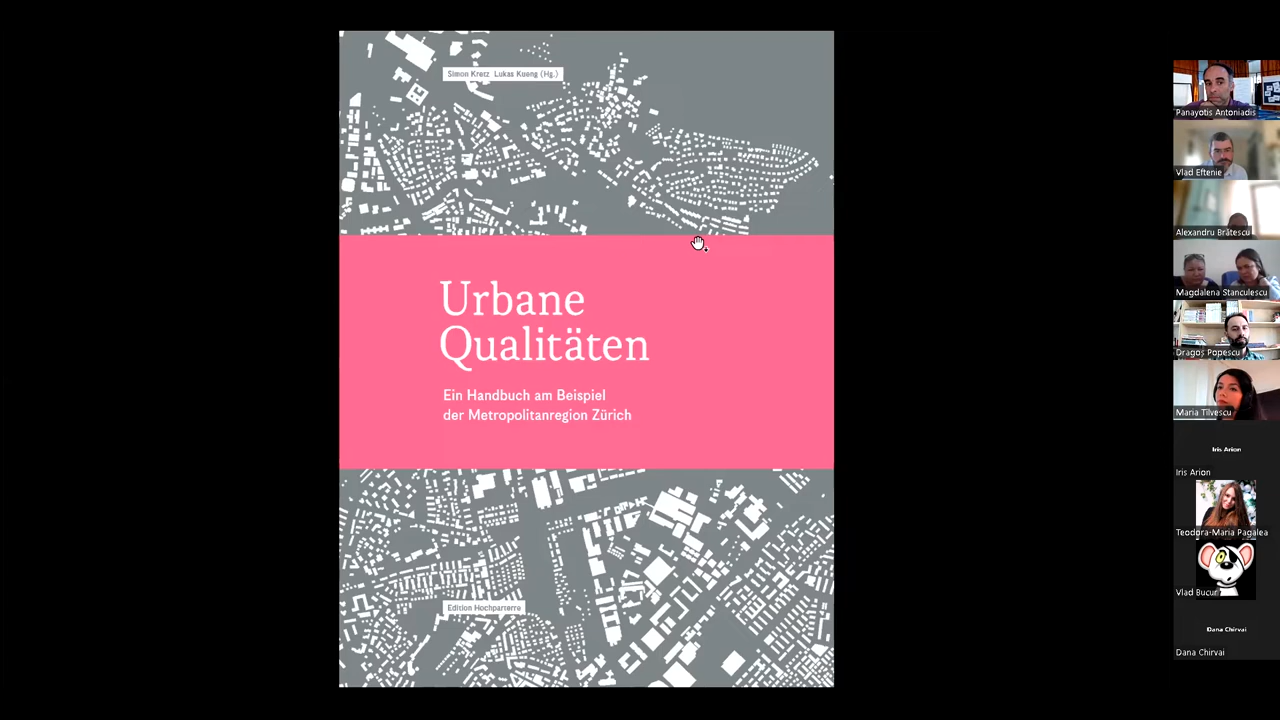 Simon Kretz Lukas Kueng (Hg.)
Urbane
Qualitäten
Ein Handbuch am Beispiel
der Metropolitanregion Zürich
Edition Hochparterre
Panayotis Antoniadis
Vlad Eftenie
Alexandru Brătescu
Magdalena Stanculescu
Dragoș Popescu
Maria Tilvescu
Iris Arion
Iris Arion
Teodora-Maria Pagalea
Vlad Bucur
Dana Chirvai
Dana Chirvai